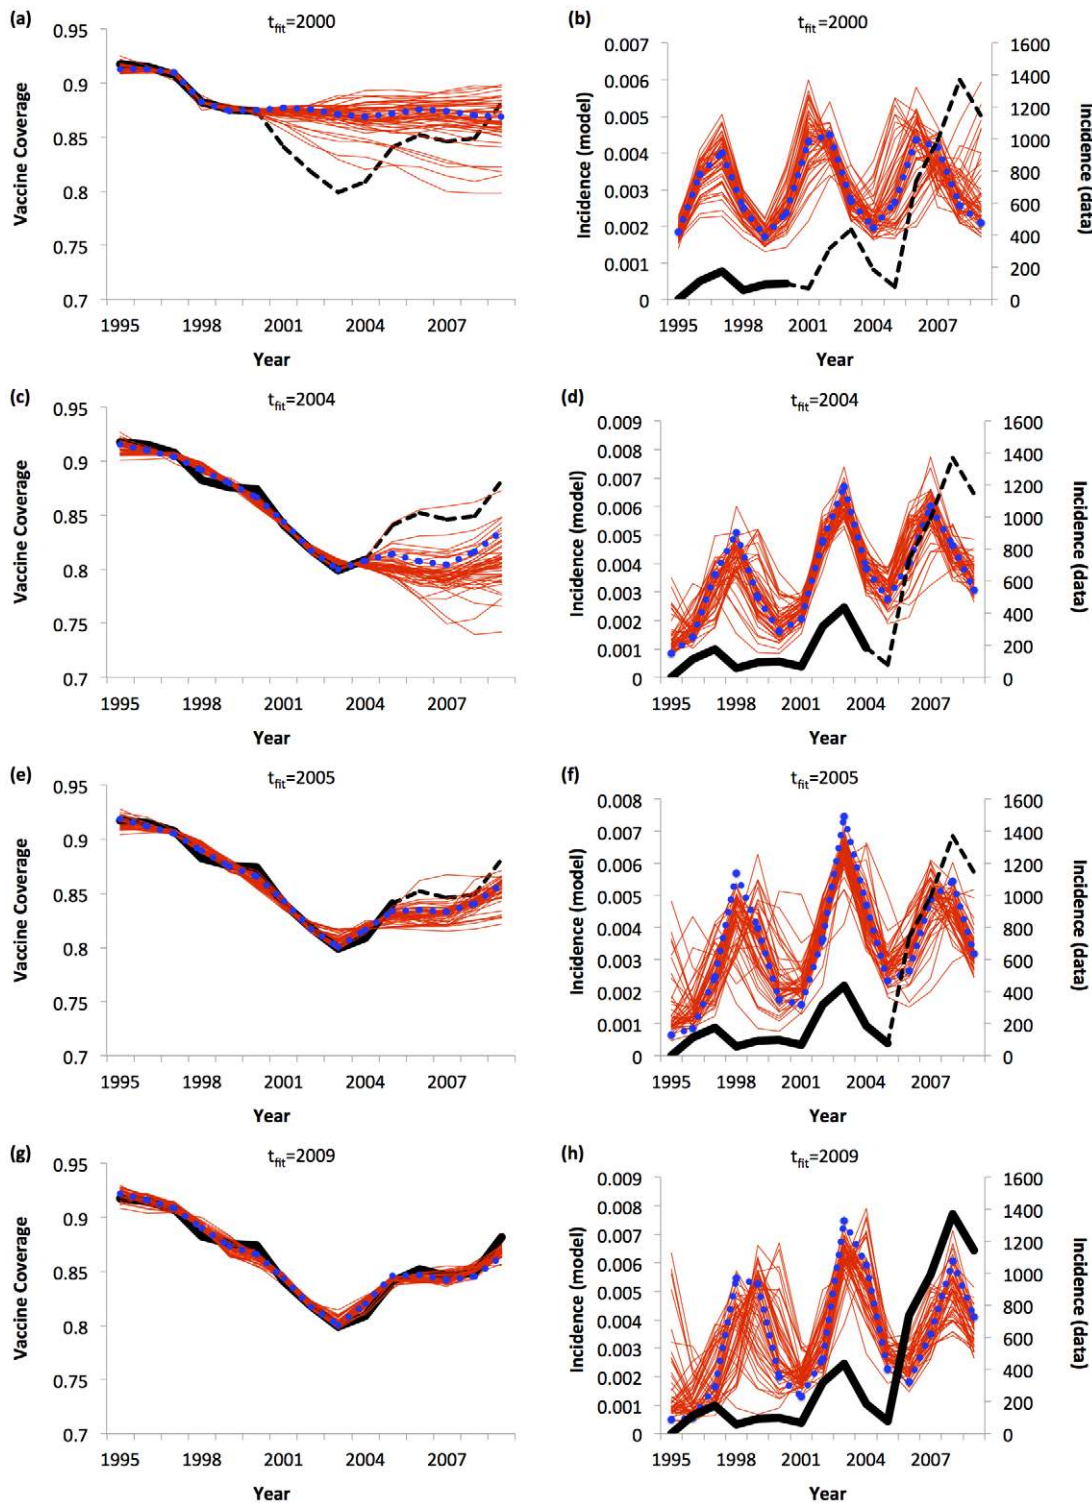 (a)
t_fit=2000
0.95
0.9
0.85
0.8
0.75
0.7
Vaccine Coverage
1995 1998 2001 2004 2007
Year
(b)
t_fit=2000
0.007
0.006
0.005
0.004
0.003
0.002
0.001
0
Incidence (model)
1600
1400
1200
1000
800
600
400
200
0
Incidence (data)
1995 1998 2001 2004 2007
Year
(c)
t_fit=2004
0.95
0.9
0.85
0.8
0.75
0.7
Vaccine Coverage
1995 1998 2001 2004 2007
Year
(d)
t_fit=2004
0.009
0.008
0.007
0.006
0.005
0.004
0.003
0.002
0.001
0
Incidence (model)
1600
1400
1200
1000
800
600
400
200
0
Incidence (data)
1995 1998 2001 2004 2007
Year
(e)
t_fit=2005
0.95
0.9
0.85
0.8
0.75
0.7
Vaccine Coverage
1995 1998 2001 2004 2007
Year
(f)
t_fit=2005
0.008
0.007
0.006
0.005
0.004
0.003
0.002
0.001
0
Incidence (model)
1600
1400
1200
1000
800
600
400
200
0
Incidence (data)
1995 1998 2001 2004 2007
Year
(g)
t_fit=2009
0.95
0.9
0.85
0.8
0.75
0.7
Vaccine Coverage
1995 1998 2001 2004 2007
Year
(h)
t_fit=2009
0.009
0.008
0.007
0.006
0.005
0.004
0.003
0.002
0.001
0
Incidence (model)
1600
1400
1200
1000
800
600
400
200
0
Incidence (data)
1995 1998 2001 2004 2007
Year